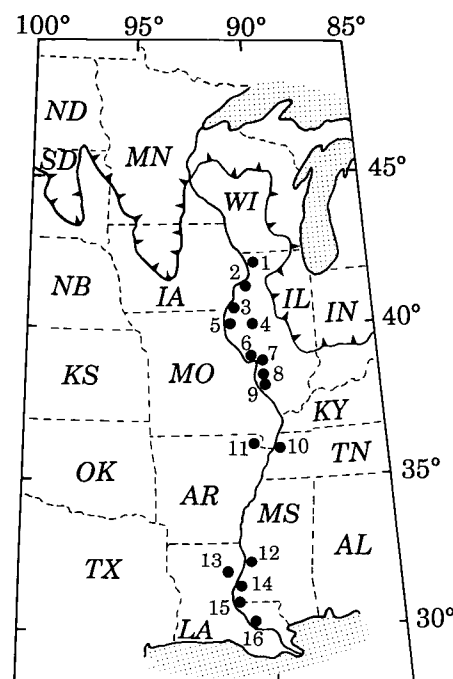 100° 95° 90° 85°
ND
SD MN
45°
WI
1
2
NB IA IL IN
3
40°
5 4
6 7
KS MO 8
9
KY
11 10
TN
OK
35°
AR
MS
AL
TX
12
13
14
15
LA 16
30°